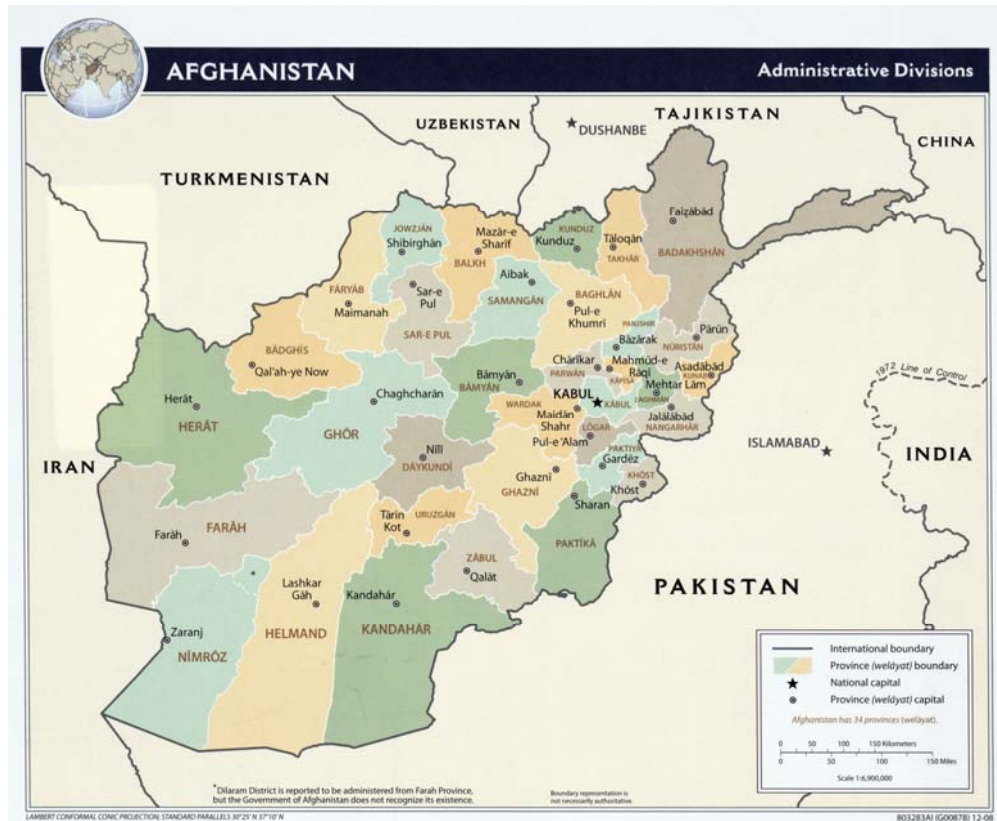 AFGHANISTAN
Administrative Divisions
UZBEKISTAN
DUSHANBE
TAJIKISTAN
CHINA
TURKMENISTAN
JOWZJĀN
Shibirghān
Mazār-e
Sharīf
BALKH
KUNDUZ
Kunduz
Tāloqān
TAKHĀR
Faiẕābād
BADAKHSHĀN
FĀRYĀB
Maimanah
Sar-e
Pul
SAR-E PUL
Aibak
SAMANGĀN
BAGHLĀN
Pul-e
Khumrī
PANJSHIR
Bāzārak
Pārūn
NŪRISTĀN
BĀDGHĪS
Qal'ah-ye Now
Chārīkar
PARWĀN
Mahmūd-e
Rāqī
KĀPĪSĀ
Asadābād
KUNAR
Mehtar
Lām
LAGHMĀN
Bāmyān
BĀMYĀN
KABUL
KĀBUL
Jalālābād
NANGARHĀR
1972 Line of Control
Herāt
HERĀT
Chaghcharān
GHŌR
WARDAK
Maidān
Shahr
LŌGAR
Pul-e 'Alam
PAKTIYĀ
Gardēz
KHŌST
Khōst
ISLAMABAD
INDIA
IRAN
Nīlī
DĀYKUNDĪ
Ghaznī
GHAZNĪ
Sharan
PAKTĪKĀ
FARĀH
Farāh
Tārīn
Kot
URUZGĀN
ZĀBUL
Qalāt
*
Lashkar
Gāh
HELMAND
Kandahār
KANDAHĀR
Zaranj
NĪMRŌZ
PAKISTAN
International boundary
Province (welāyat) boundary
National capital
Province (welāyat) capital
Afghanistan has 34 provinces (welāyat).
0 50 100 150 Kilometers
0 50 100 150 Miles
Scale 1:6,900,000
*Dilaram District is reported to be administered from Farah Province,
but the Government of Afghanistan does not recognize its existence.
Boundary representation is
not necessarily authoritative.
LAMBERT CONFORMAL CONIC PROJECTION; STANDARD PARALLELS 30°25' N 37°10' N
803283AI (G00878) 12-08